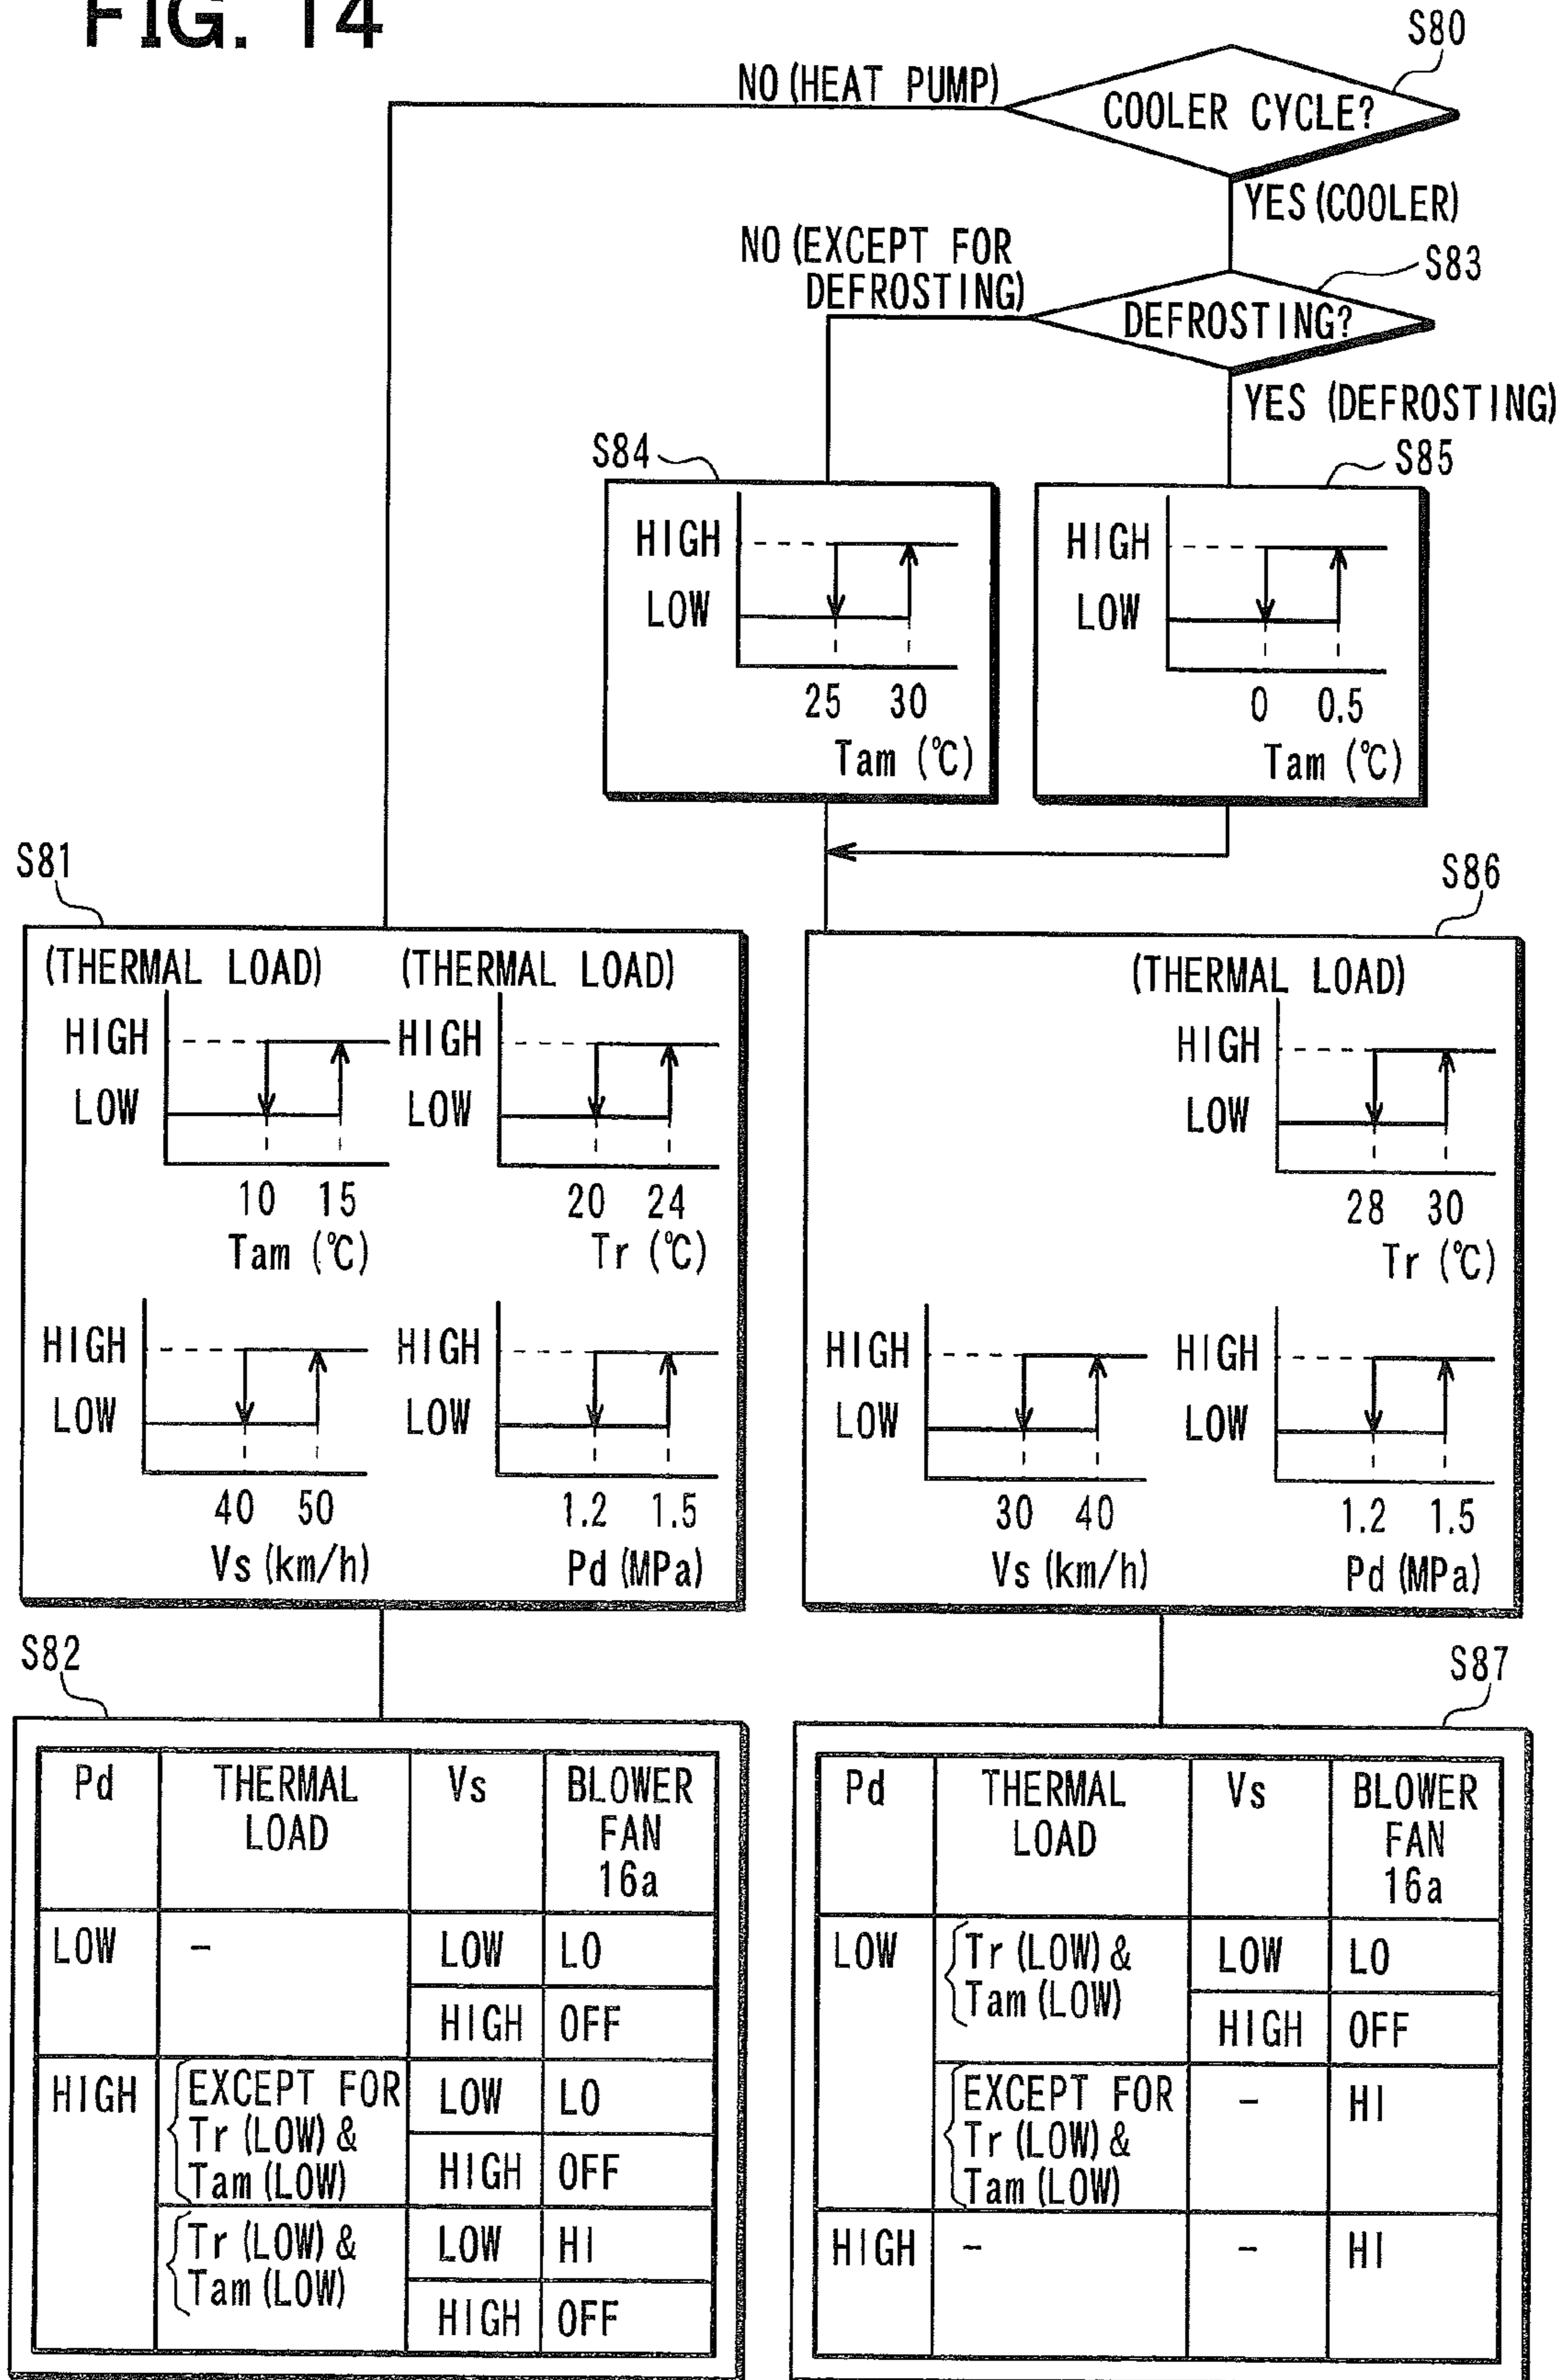 FIG. 14
S80
NO (HEAT PUMP)
COOLER CYCLE?
YES (COOLER)
NO (EXCEPT FOR
DEFROSTING)
S83
DEFROSTING?
YES (DEFROSTING)
S84
HIGH
LOW
25 30
Tam (℃)
S85
HIGH
LOW
0 0.5
Tam (℃)
S81
(THERMAL LOAD)
HIGH
LOW
10 15
Tam (℃)
(THERMAL LOAD)
HIGH
LOW
20 24
Tr (℃)
HIGH
LOW
40 50
Vs (km/h)
HIGH
LOW
1.2 1.5
Pd (MPa)
S86
(THERMAL LOAD)
HIGH
LOW
28 30
Tr (℃)
HIGH
LOW
30 40
Vs (km/h)
HIGH
LOW
1.2 1.5
Pd (MPa)
S82
Pd THERMAL LOAD Vs BLOWER FAN 16a
LOW - LOW LO
HIGH OFF
HIGH EXCEPT FOR Tr (LOW) & Tam (LOW) LOW LO
HIGH OFF
Tr (LOW) & Tam (LOW) LOW HI
HIGH OFF
S87
Pd THERMAL LOAD Vs BLOWER FAN 16a
LOW Tr (LOW) & Tam (LOW) LOW LO
HIGH OFF
EXCEPT FOR Tr (LOW) & Tam (LOW) - HI
HIGH - - HI